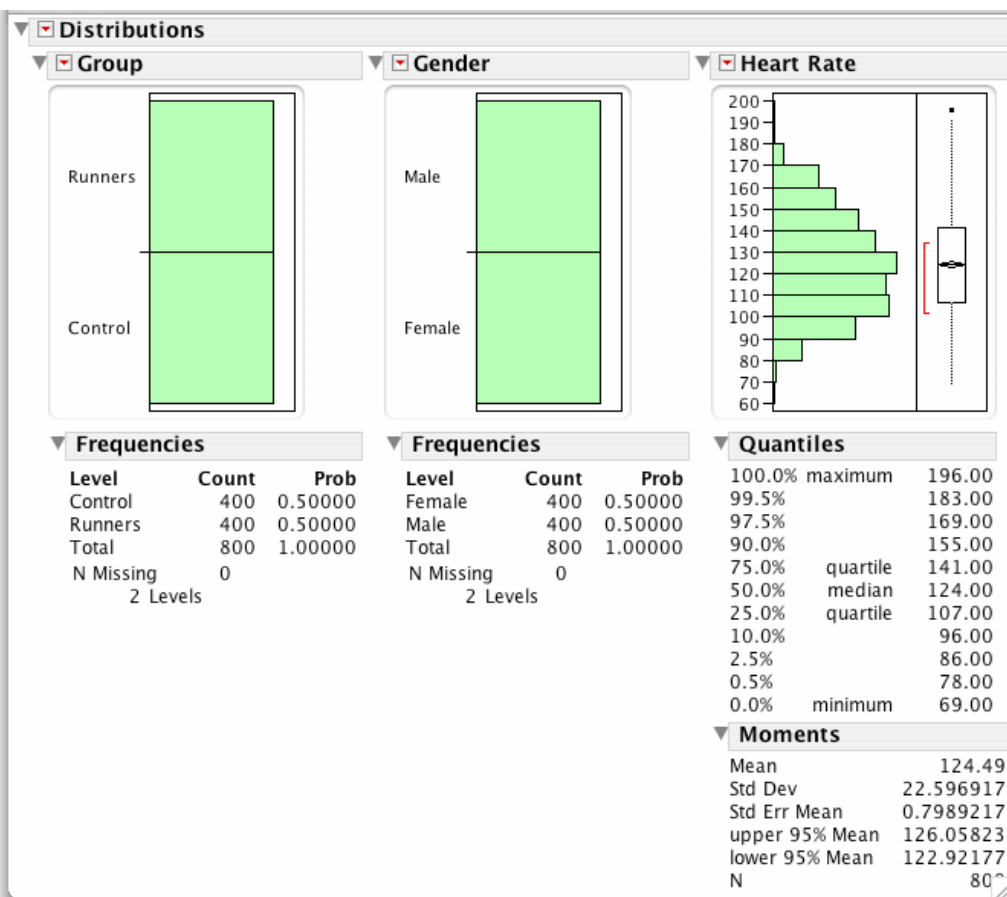 Distributions
Group
Runners
Control
Frequencies
Level Count Prob
Control 400 0.50000
Runners 400 0.50000
Total 800 1.00000
N Missing 0
2 Levels
Gender
Male
Female
Frequencies
Level Count Prob
Female 400 0.50000
Male 400 0.50000
Total 800 1.00000
N Missing 0
2 Levels
Heart Rate
200
190
180
170
160
150
140
130
120
110
100
90
80
70
60
Quantiles
100.0% maximum 196.00
99.5% 183.00
97.5% 169.00
90.0% 155.00
75.0% quartile 141.00
50.0% median 124.00
25.0% quartile 107.00
10.0% 96.00
2.5% 86.00
0.5% 78.00
0.0% minimum 69.00
Moments
Mean 124.49
Std Dev 22.596917
Std Err Mean 0.7989217
upper 95% Mean 126.05823
lower 95% Mean 122.92177
N